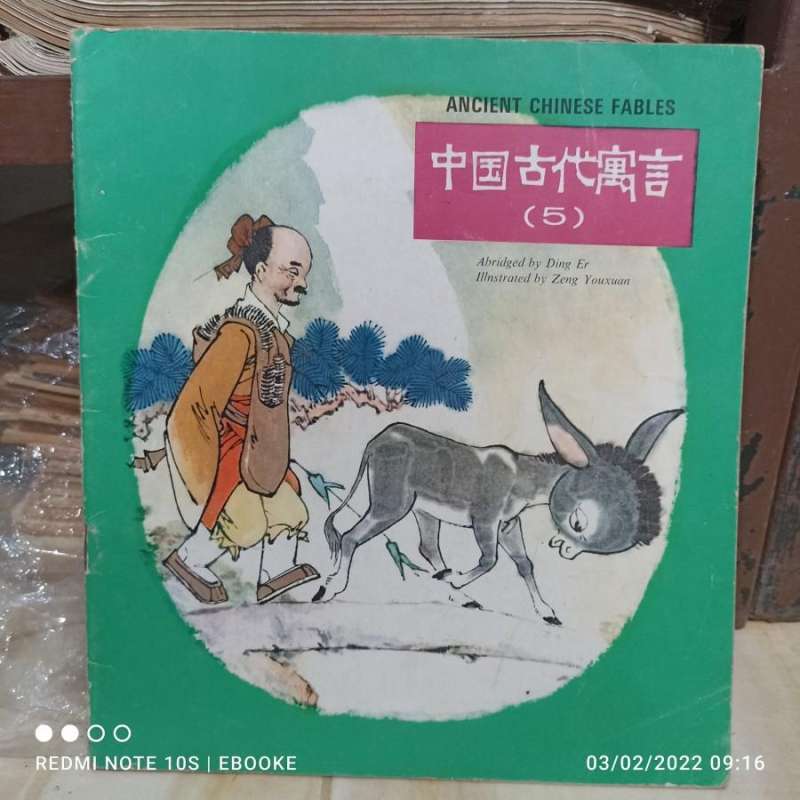 ANCIENT CHINESE FABLES
中国古代寓言
(5)
Abridged by Ding Er
Illnstrated by Zeng Youxuan
REDMI NOTE 10S | EBOOKE
03/02/2022 09:16